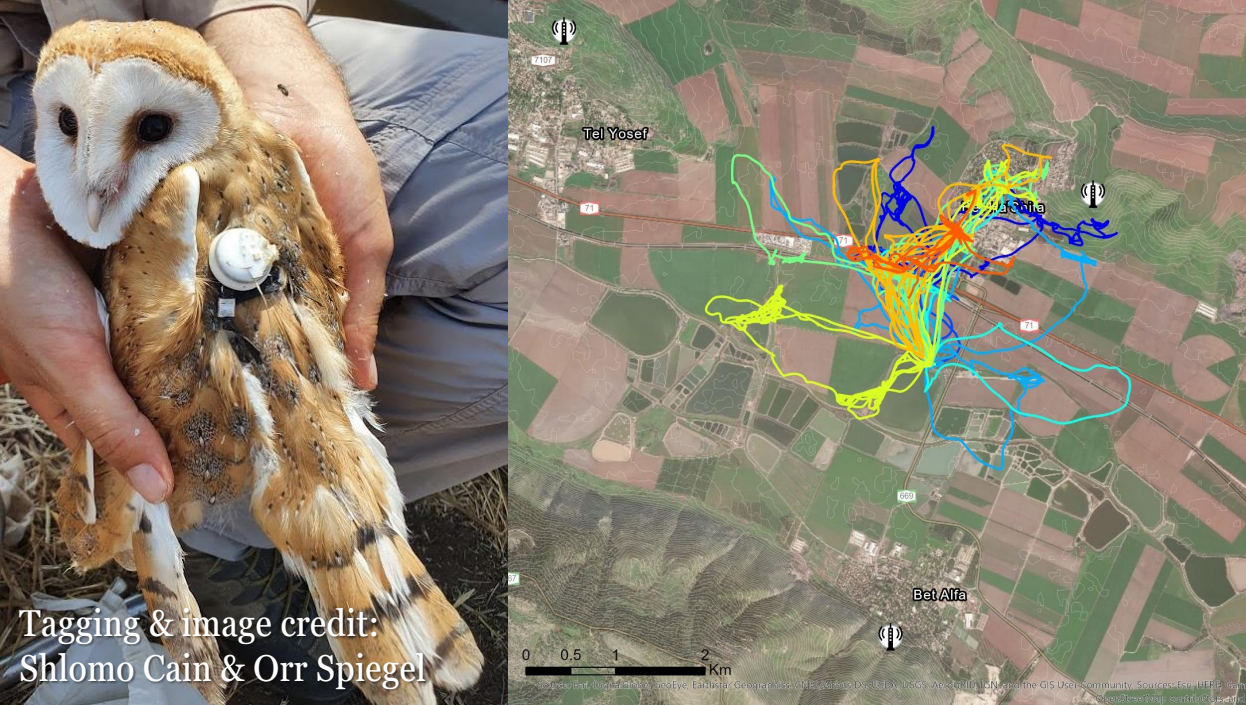 Tagging & image credit:
Shlomo Cain & Orr Spiegel
7107
Tel Yosef
71
71
71
669
67
Bet Alfa
0 0.5 1 2
Km